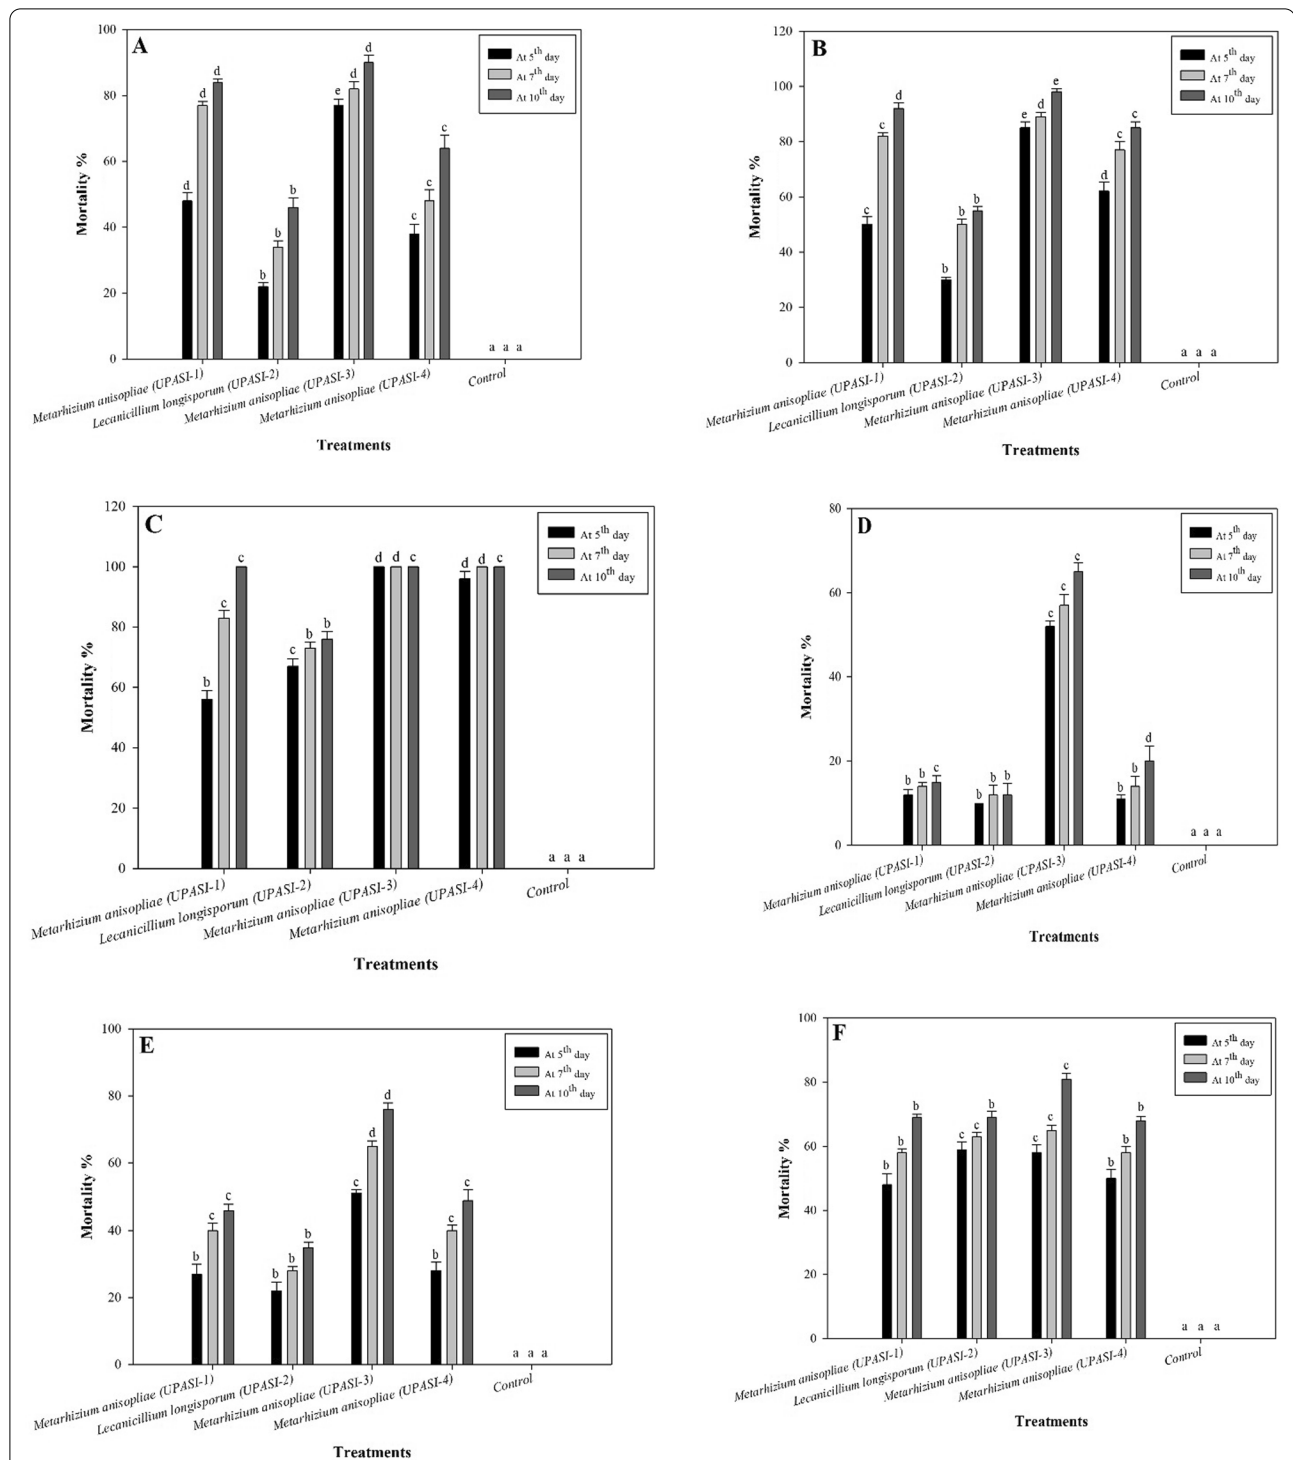 A
At 5th day
At 7th day
At 10th day
Mortality %
100
80
60
40
20
0
d d d
b b b
e d d
c c c
a a a
Metarhizium anisopliae (UPASI-1)
Lecanicillium longisporum (UPASI-2)
Metarhizium anisopliae (UPASI-3)
Metarhizium anisopliae (UPASI-4)
Control
Treatments
B
At 5th day
At 7th day
At 10th day
Mortality %
120
100
80
60
40
20
0
c c d
b b b
e d e
d c c
a a a
Metarhizium anisopliae (UPASI-1)
Lecanicillium longisporum (UPASI-2)
Metarhizium anisopliae (UPASI-3)
Metarhizium anisopliae (UPASI-4)
Control
Treatments
C
At 5th day
At 7th day
At 10th day
Mortality %
120
100
80
60
40
20
0
b c c
c b b
d d c
d d c
a a a
Metarhizium anisopliae (UPASI-1)
Lecanicillium longisporum (UPASI-2)
Metarhizium anisopliae (UPASI-3)
Metarhizium anisopliae (UPASI-4)
Control
Treatments
D
At 5th day
At 7th day
At 10th day
Mortality %
80
60
40
20
0
b b c
b b b
c c c
b b d
a a a
Metarhizium anisopliae (UPASI-1)
Lecanicillium longisporum (UPASI-2)
Metarhizium anisopliae (UPASI-3)
Metarhizium anisopliae (UPASI-4)
Control
Treatments
E
At 5th day
At 7th day
At 10th day
Mortality %
100
80
60
40
20
0
b c c
b b b
c d d
b c c
a a a
Metarhizium anisopliae (UPASI-1)
Lecanicillium longisporum (UPASI-2)
Metarhizium anisopliae (UPASI-3)
Metarhizium anisopliae (UPASI-4)
Control
Treatments
F
At 5th day
At 7th day
At 10th day
Mortality %
100
80
60
40
20
0
b b b
c c b
c c c
b b b
a a a
Metarhizium anisopliae (UPASI-1)
Lecanicillium longisporum (UPASI-2)
Metarhizium anisopliae (UPASI-3)
Metarhizium anisopliae (UPASI-4)
Control
Treatments